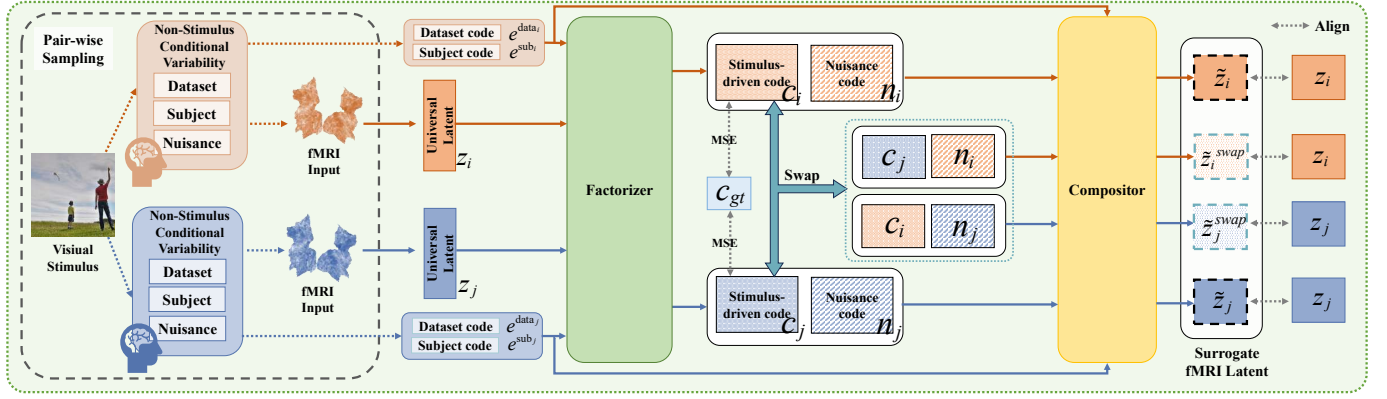 Pair-wise
Sampling
Non-Stimulus
Conditional
Variability
Dataset
Subject
Nuisance
fMRI
Input
Visiual
Stimulus
Non-Stimulus
Conditional
Variability
Dataset
Subject
Nuisance
fMRI
Input
Dataset code e^{data_i}
Subject code e^{sub_i}
Universal
Latent
z_i
Universal
Latent
z_j
Dataset code e^{data_j}
Subject code e^{sub_j}
Factorizer
Stimulus-
driven code
c_i
Nuisance
code
n_i
MSE
c_{gt}
MSE
Swap
c_j n_i
c_i n_j
Stimulus-
driven code
c_j
Nuisance
code
n_j
Compositor
Align
z̃_i z_i
z̃_i^{swap} z_i
z̃_j^{swap} z_j
z̃_j z_j
Surrogate
fMRI Latent